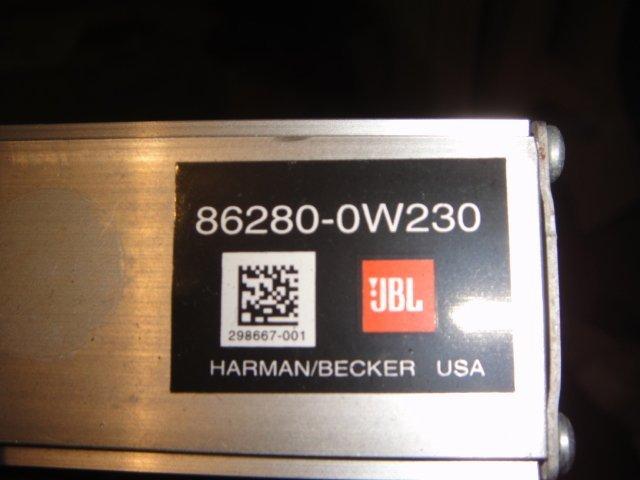 86280-0W230
JBL
298667-001
HARMAN/BECKER USA